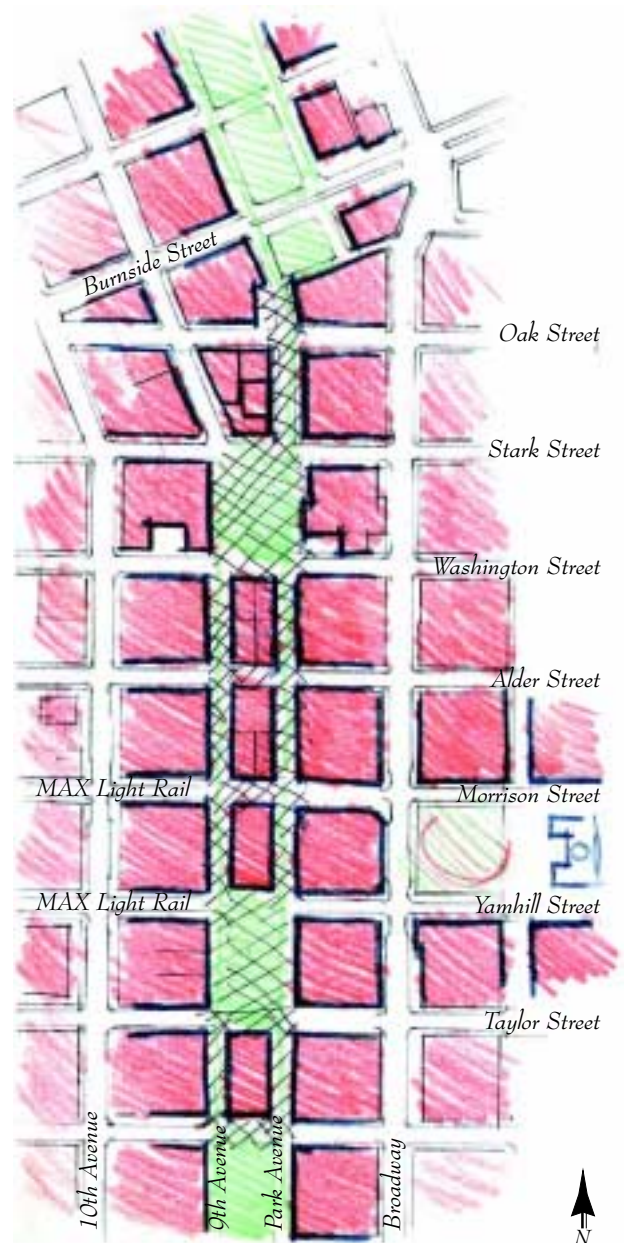 Burnside Street
Oak Street
Stark Street
Washington Street
Alder Street
MAX Light Rail
Morrison Street
MAX Light Rail
Yamhill Street
Taylor Street
10th Avenue
9th Avenue
Park Avenue
Broadway
N